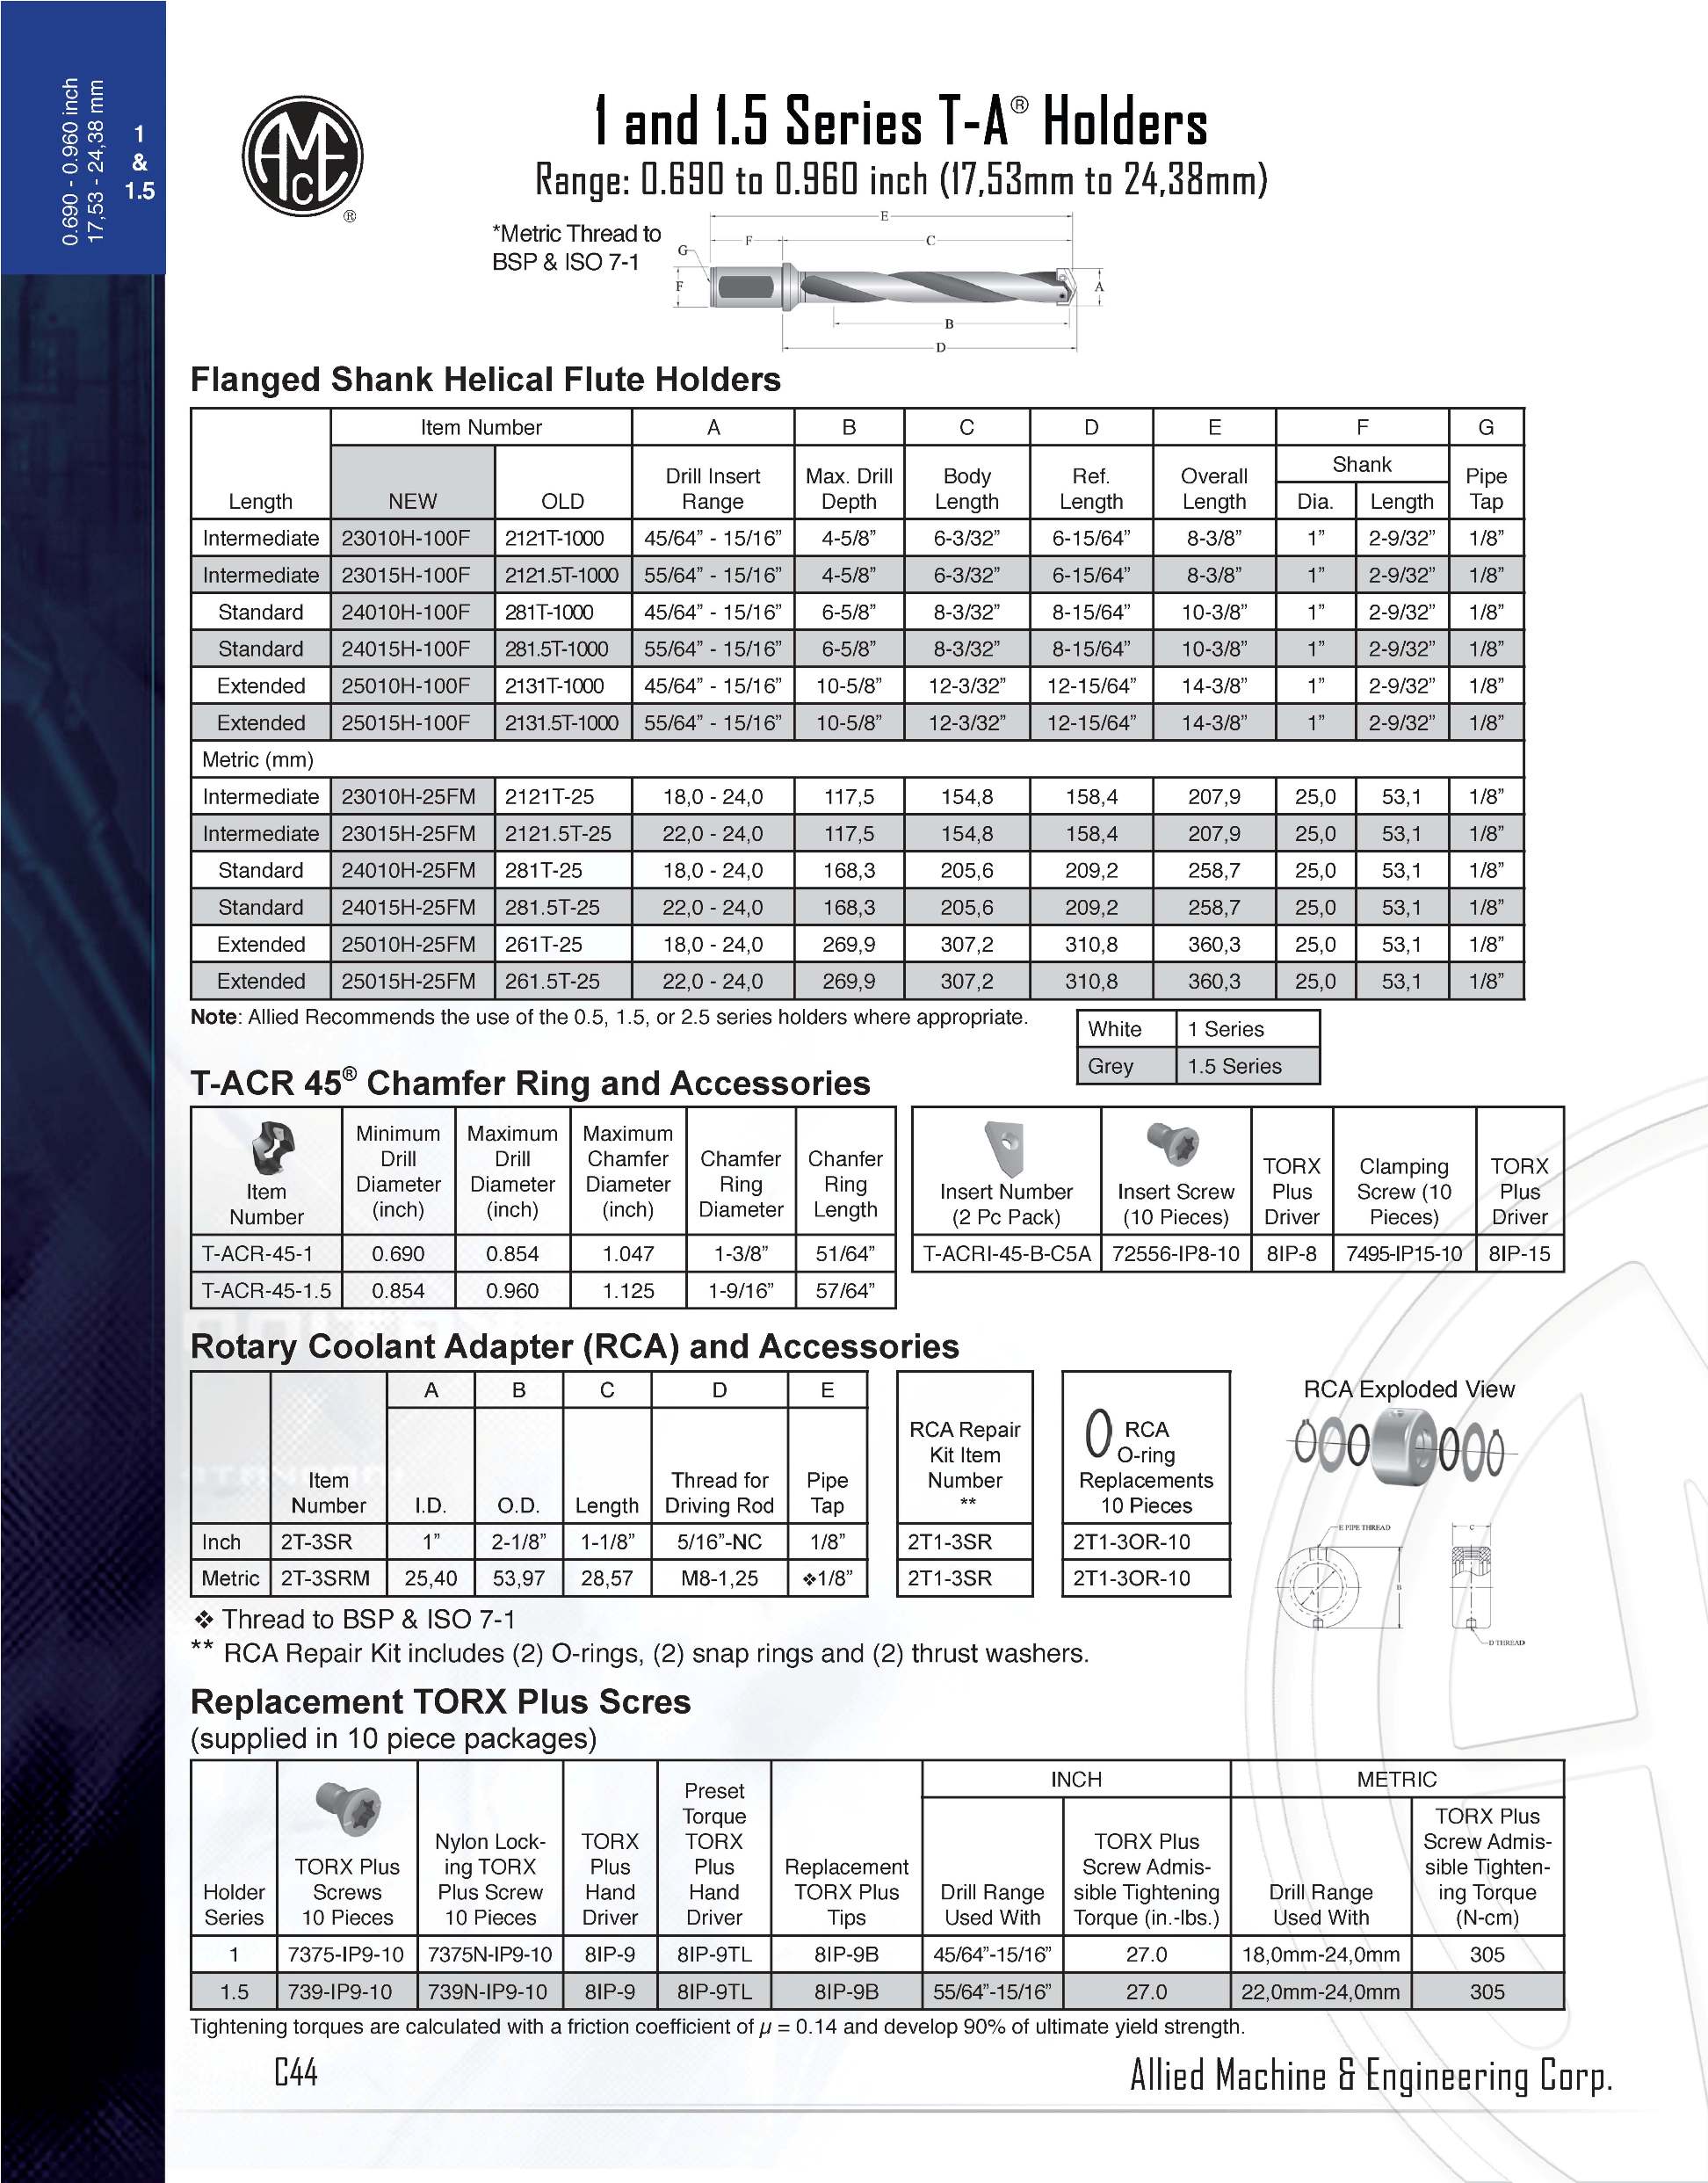 0.690 - 0.960 inch
17,53 - 24,38 mm
1
&
1.5
AMEC
®
1 and 1.5 Series T-A® Holders
Range: 0.690 to 0.960 inch (17,53mm to 24,38mm)
*Metric Thread to
BSP & ISO 7-1
E
F C
G
F
A
B
D
Flanged Shank Helical Flute Holders
Item Number A B C D E F G
Length NEW OLD Drill Insert Range Max. Drill Depth Body Length Ref. Length Overall Length Shank Dia. Length Pipe Tap
Intermediate 23010H-100F 2121T-1000 45/64” - 15/16” 4-5/8” 6-3/32” 6-15/64” 8-3/8” 1” 2-9/32” 1/8”
Intermediate 23015H-100F 2121.5T-1000 55/64” - 15/16” 4-5/8” 6-3/32” 6-15/64” 8-3/8” 1” 2-9/32” 1/8”
Standard 24010H-100F 281T-1000 45/64” - 15/16” 6-5/8” 8-3/32” 8-15/64” 10-3/8” 1” 2-9/32” 1/8”
Standard 24015H-100F 281.5T-1000 55/64” - 15/16” 6-5/8” 8-3/32” 8-15/64” 10-3/8” 1” 2-9/32” 1/8”
Extended 25010H-100F 2131T-1000 45/64” - 15/16” 10-5/8” 12-3/32” 12-15/64” 14-3/8” 1” 2-9/32” 1/8”
Extended 25015H-100F 2131.5T-1000 55/64” - 15/16” 10-5/8” 12-3/32” 12-15/64” 14-3/8” 1” 2-9/32” 1/8”
Metric (mm)
Intermediate 23010H-25FM 2121T-25 18,0 - 24,0 117,5 154,8 158,4 207,9 25,0 53,1 1/8”
Intermediate 23015H-25FM 2121.5T-25 22,0 - 24,0 117,5 154,8 158,4 207,9 25,0 53,1 1/8”
Standard 24010H-25FM 281T-25 18,0 - 24,0 168,3 205,6 209,2 258,7 25,0 53,1 1/8”
Standard 24015H-25FM 281.5T-25 22,0 - 24,0 168,3 205,6 209,2 258,7 25,0 53,1 1/8”
Extended 25010H-25FM 261T-25 18,0 - 24,0 269,9 307,2 310,8 360,3 25,0 53,1 1/8”
Extended 25015H-25FM 261.5T-25 22,0 - 24,0 269,9 307,2 310,8 360,3 25,0 53,1 1/8”
Note: Allied Recommends the use of the 0.5, 1.5, or 2.5 series holders where appropriate.
White 1 Series
Grey 1.5 Series
T-ACR 45® Chamfer Ring and Accessories
Item Number Minimum Drill Diameter (inch) Maximum Drill Diameter (inch) Maximum Chamfer Diameter (inch) Chamfer Ring Diameter Chanfer Ring Length
T-ACR-45-1 0.690 0.854 1.047 1-3/8” 51/64”
T-ACR-45-1.5 0.854 0.960 1.125 1-9/16” 57/64”
Insert Number (2 Pc Pack) Insert Screw (10 Pieces) TORX Plus Driver Clamping Screw (10 Pieces) TORX Plus Driver
T-ACRI-45-B-C5A 72556-IP8-10 8IP-8 7495-IP15-10 8IP-15
Rotary Coolant Adapter (RCA) and Accessories
A B C D E
Item Number I.D. O.D. Length Thread for Driving Rod Pipe Tap
Inch 2T-3SR 1” 2-1/8” 1-1/8” 5/16”-NC 1/8”
Metric 2T-3SRM 25,40 53,97 28,57 M8-1,25 ❖1/8”
RCA Repair Kit Item Number **
2T1-3SR
2T1-3SR
RCA O-ring Replacements 10 Pieces
2T1-3OR-10
2T1-3OR-10
RCA Exploded View
E PIPE THREAD
C
A
B
D THREAD
❖ Thread to BSP & ISO 7-1
** RCA Repair Kit includes (2) O-rings, (2) snap rings and (2) thrust washers.
Replacement TORX Plus Scres
(supplied in 10 piece packages)
INCH METRIC
Holder Series TORX Plus Screws 10 Pieces Nylon Lock-ing TORX Plus Screw 10 Pieces TORX Plus Hand Driver Preset Torque TORX Plus Hand Driver Replacement TORX Plus Tips Drill Range Used With TORX Plus Screw Admis-sible Tightening Torque (in.-lbs.) Drill Range Used With TORX Plus Screw Admis-sible Tighten-ing Torque (N-cm)
1 7375-IP9-10 7375N-IP9-10 8IP-9 8IP-9TL 8IP-9B 45/64”-15/16” 27.0 18,0mm-24,0mm 305
1.5 739-IP9-10 739N-IP9-10 8IP-9 8IP-9TL 8IP-9B 55/64”-15/16” 27.0 22,0mm-24,0mm 305
Tightening torques are calculated with a friction coefficient of µ = 0.14 and develop 90% of ultimate yield strength.
C44
Allied Machine & Engineering Corp.